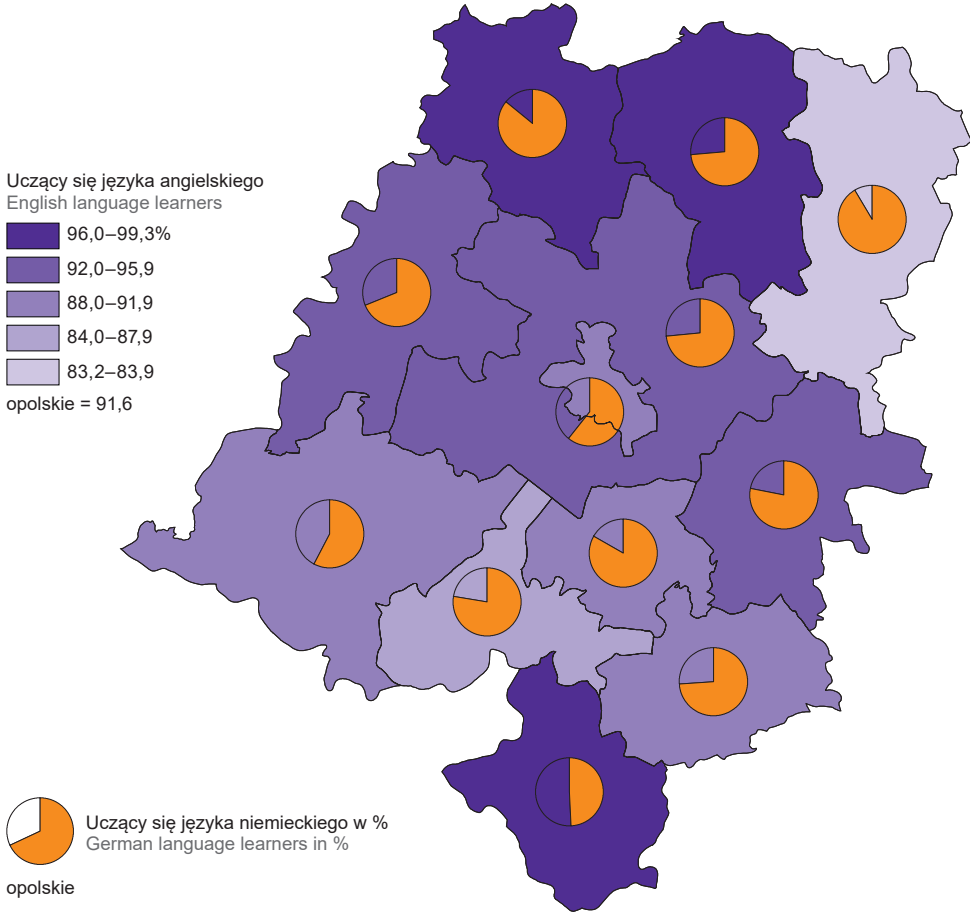 Uczący się języka angielskiego
English language learners
96,0–99,3%
92,0–95,9
88,0–91,9
84,0–87,9
83,2–83,9
opolskie = 91,6
Uczący się języka niemieckiego w %
German language learners in %
opolskie